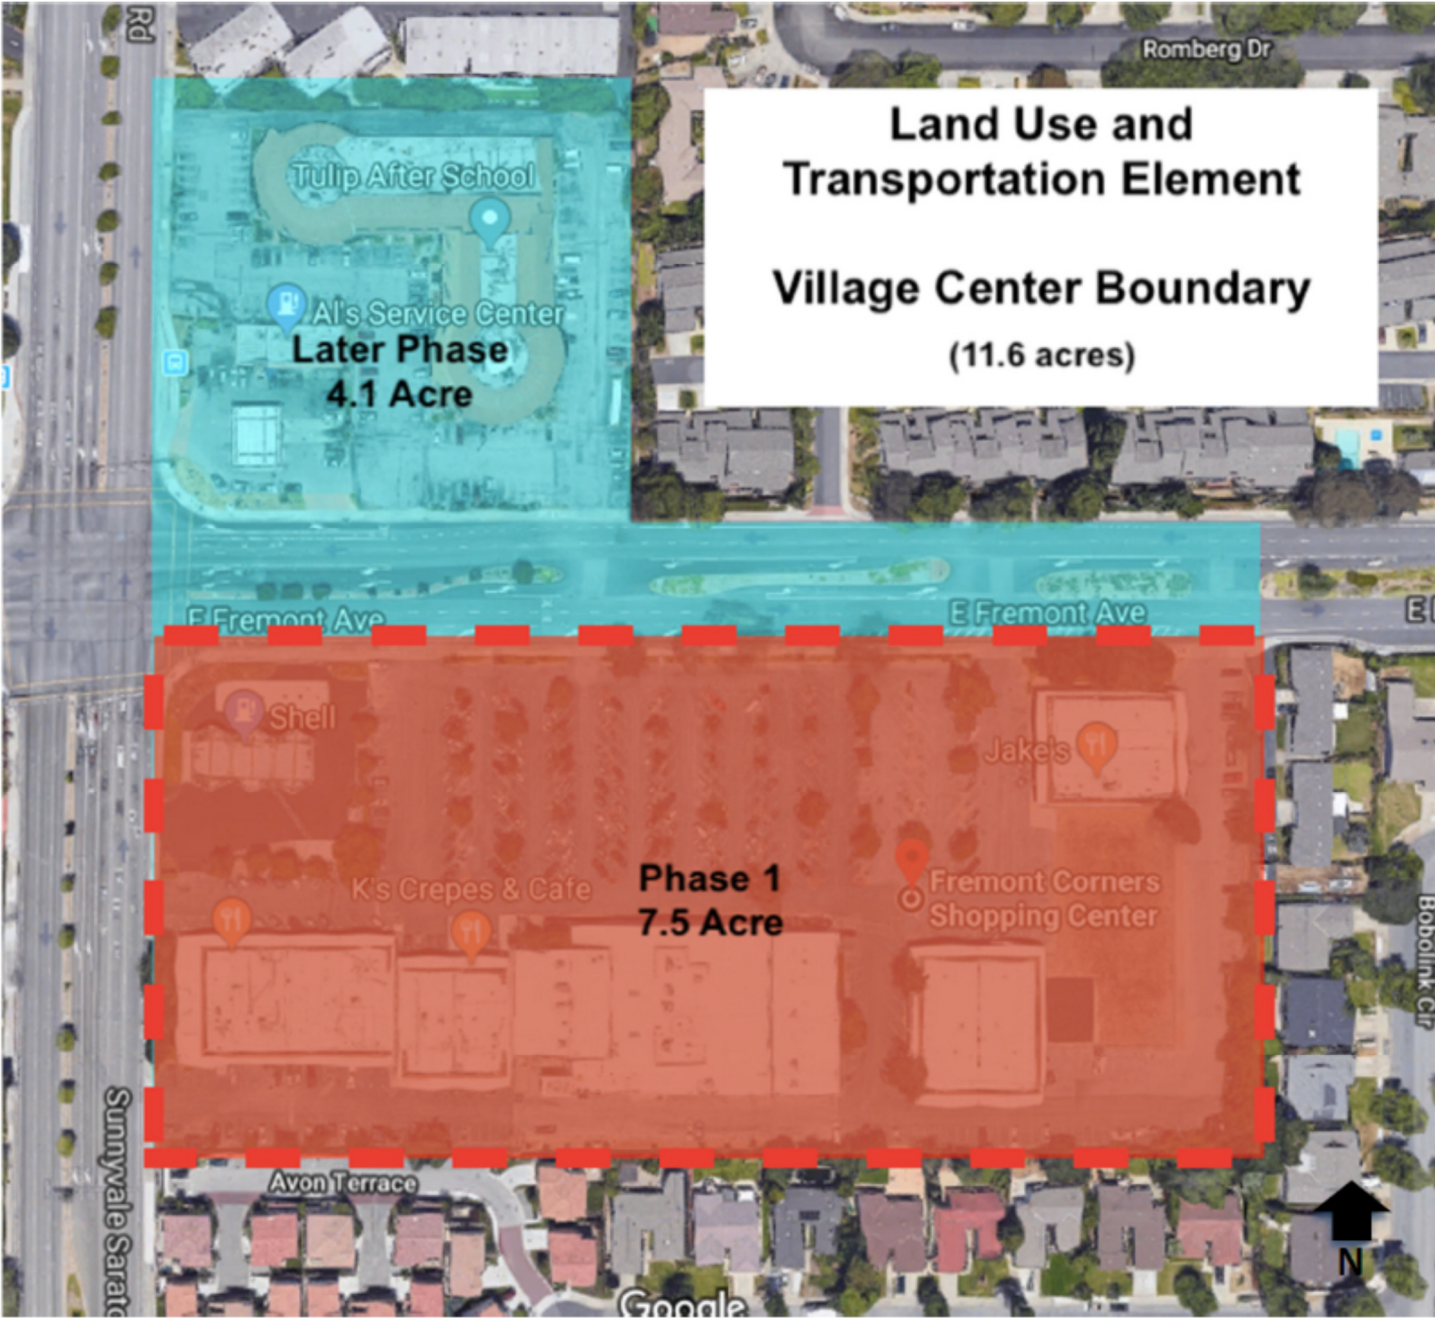 Rd
Romberg Dr
Land Use and
Transportation Element
Village Center Boundary
(11.6 acres)
Tulip After School
Al's Service Center
Later Phase
4.1 Acre
E Fremont Ave
E Fremont Ave
E
Shell
Jake's
K's Crepes & Cafe
Phase 1
7.5 Acre
Fremont Corners
Shopping Center
Bobolink Cir
Sunnyvale Sarato
Avon Terrace
N
Google